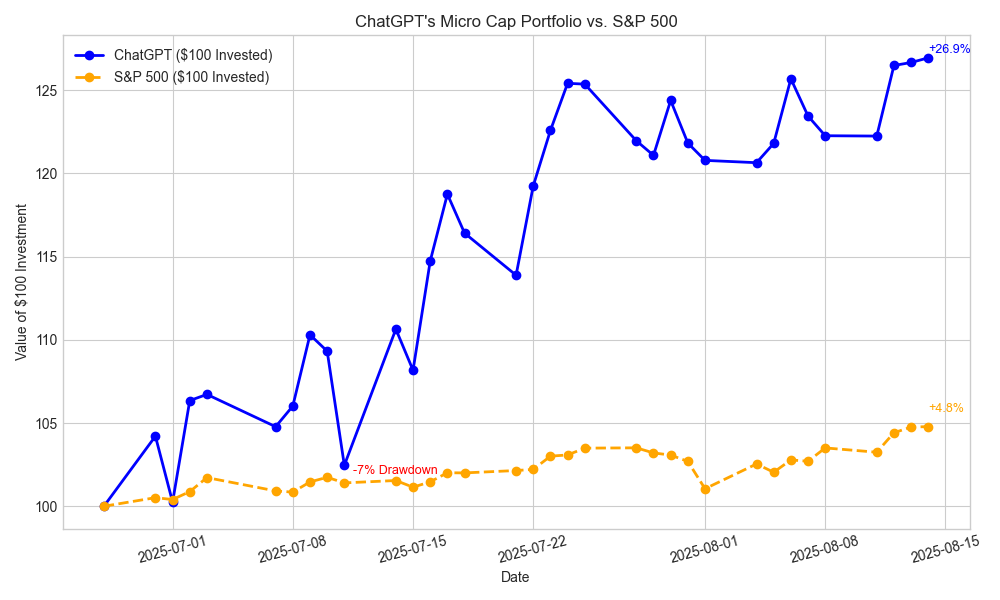 ChatGPT's Micro Cap Portfolio vs. S&P 500
ChatGPT ($100 Invested)
S&P 500 ($100 Invested)
+26.9%
+4.8%
-7% Drawdown
Value of $100 Investment
125
120
115
110
105
100
2025-07-01
2025-07-08
2025-07-15
2025-07-22
2025-08-01
2025-08-08
2025-08-15
Date